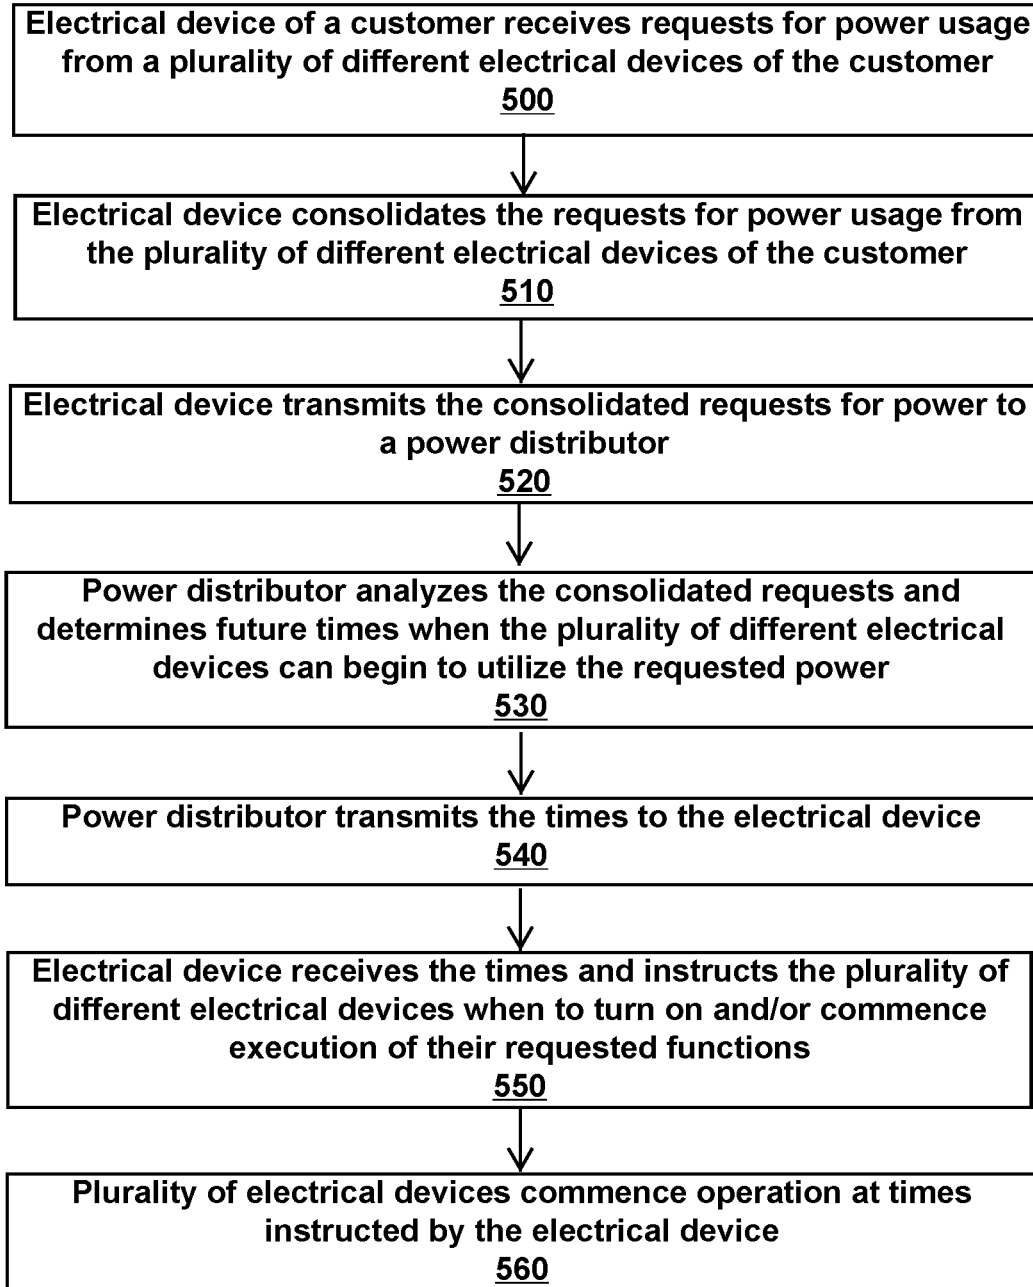 Electrical device of a customer receives requests for power usage
from a plurality of different electrical devices of the customer
500
Electrical device consolidates the requests for power usage from
the plurality of different electrical devices of the customer
510
Electrical device transmits the consolidated requests for power to
a power distributor
520
Power distributor analyzes the consolidated requests and
determines future times when the plurality of different electrical
devices can begin to utilize the requested power
530
Power distributor transmits the times to the electrical device
540
Electrical device receives the times and instructs the plurality of
different electrical devices when to turn on and/or commence
execution of their requested functions
550
Plurality of electrical devices commence operation at times
instructed by the electrical device
560